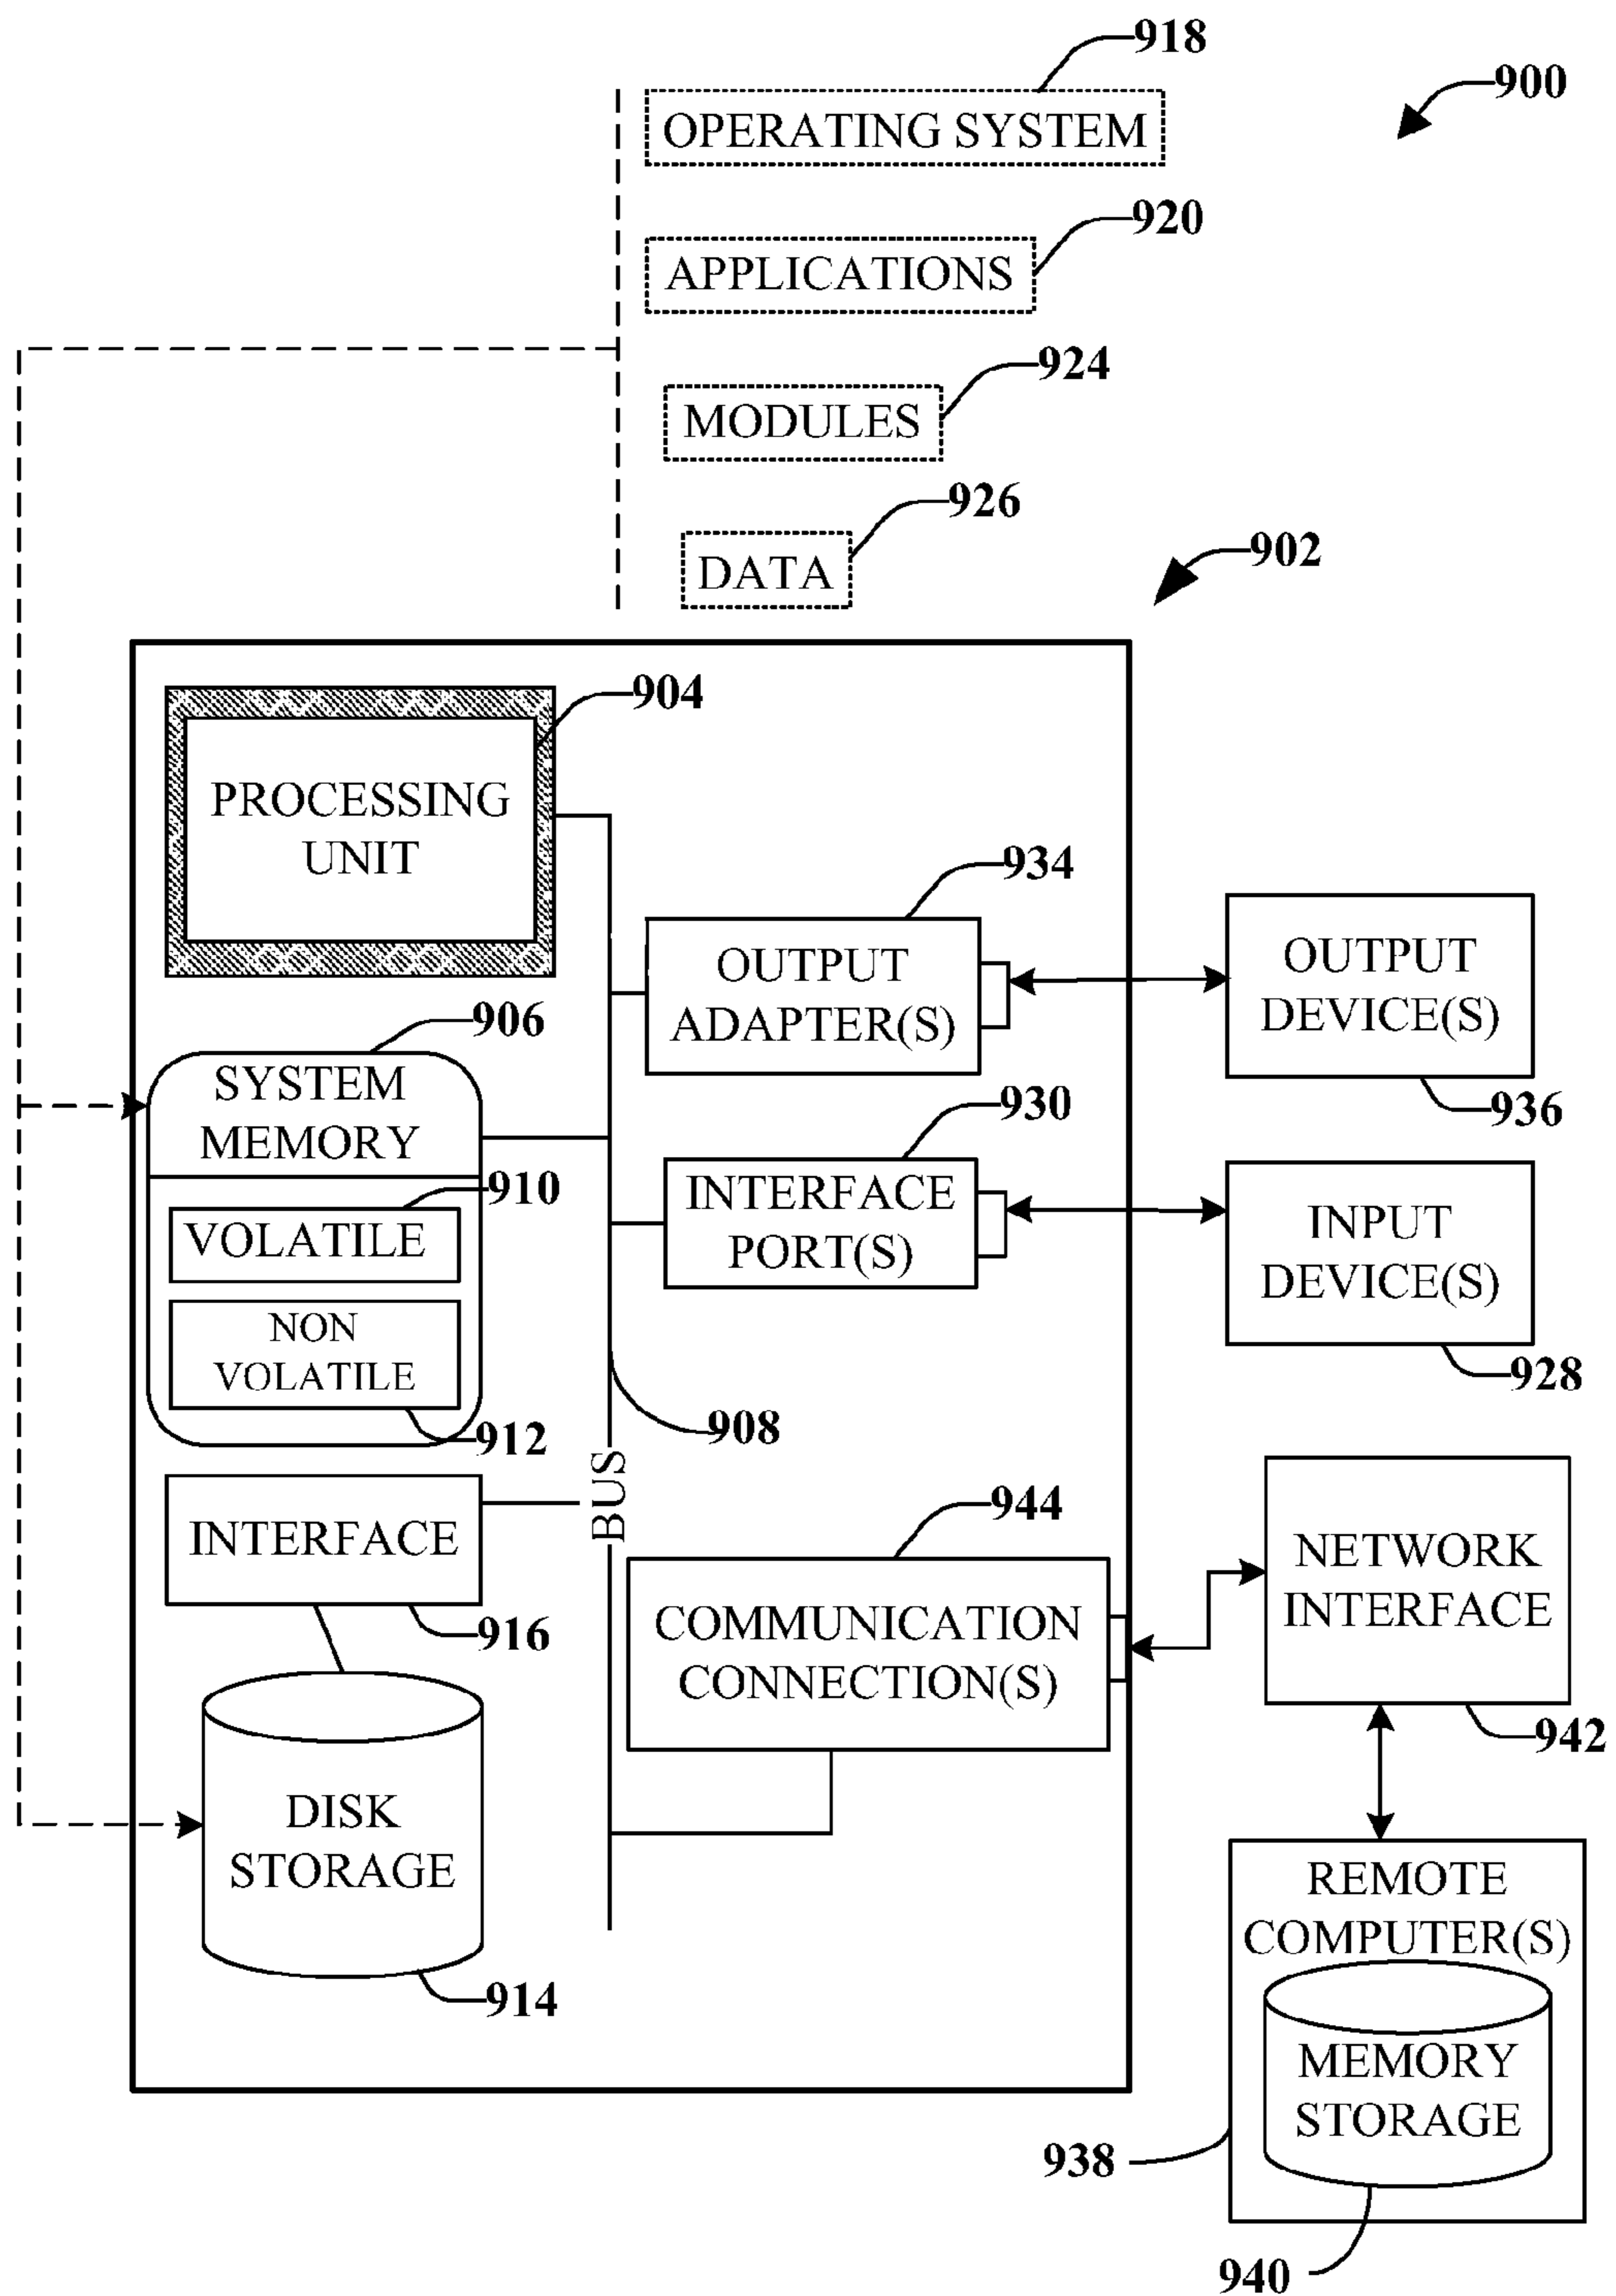 918
900
OPERATING SYSTEM
920
APPLICATIONS
924
MODULES
926
DATA
902
904
PROCESSING
UNIT
934
OUTPUT
ADAPTER(S)
OUTPUT
DEVICE(S)
936
906
SYSTEM
MEMORY
930
INTERFACE
PORT(S)
INPUT
DEVICE(S)
928
910
VOLATILE
NON
VOLATILE
912
908
BUS
INTERFACE
916
944
COMMUNICATION
CONNECTION(S)
NETWORK
INTERFACE
942
DISK
STORAGE
914
REMOTE
COMPUTER(S)
MEMORY
STORAGE
938
940